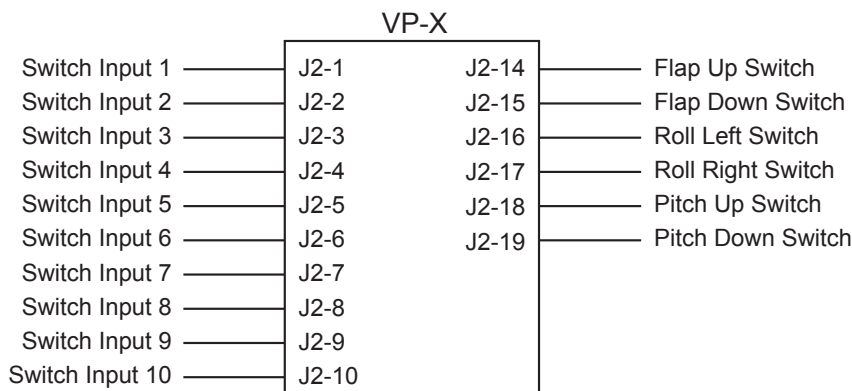 VP-X
Switch Input 1 J2-1 J2-14 Flap Up Switch
Switch Input 2 J2-2 J2-15 Flap Down Switch
Switch Input 3 J2-3 J2-16 Roll Left Switch
Switch Input 4 J2-4 J2-17 Roll Right Switch
Switch Input 5 J2-5 J2-18 Pitch Up Switch
Switch Input 6 J2-6 J2-19 Pitch Down Switch
Switch Input 7 J2-7
Switch Input 8 J2-8
Switch Input 9 J2-9
Switch Input 10 J2-10